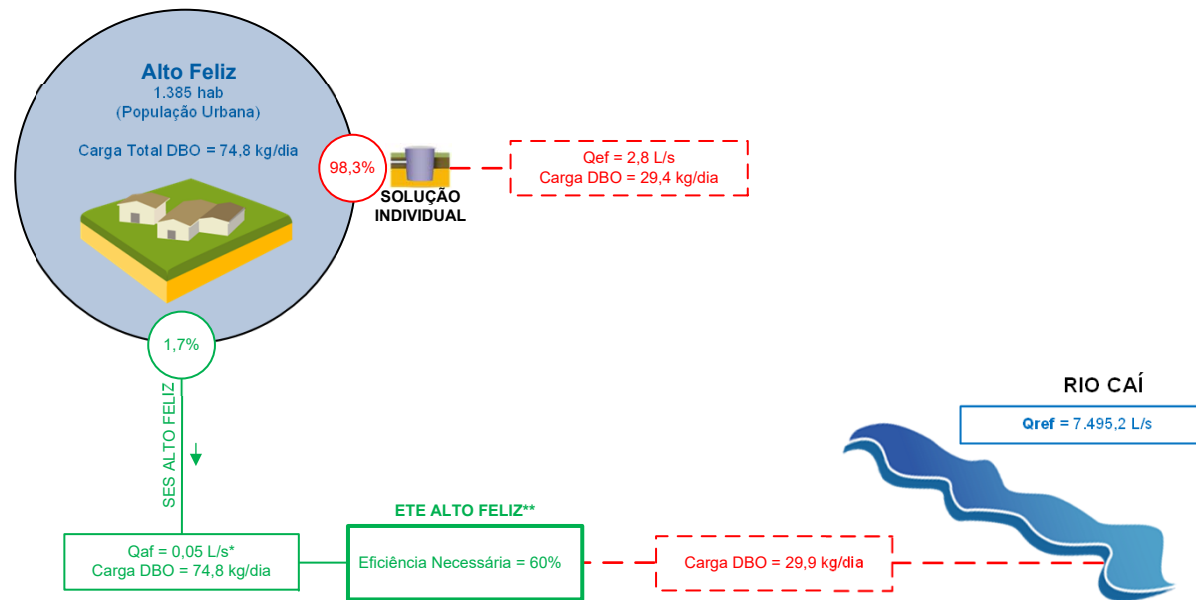 Alto Feliz
1.385 hab
(População Urbana)
Carga Total DBO = 74,8 kg/dia
98,3%
SOLUÇÃO
INDIVIDUAL
Qef = 2,8 L/s
Carga DBO = 29,4 kg/dia
1,7%
SES ALTO FELIZ
RIO CAÍ
Qref = 7.495,2 L/s
Qaf = 0,05 L/s*
Carga DBO = 74,8 kg/dia
ETE ALTO FELIZ**
Eficiência Necessária = 60%
Carga DBO = 29,9 kg/dia